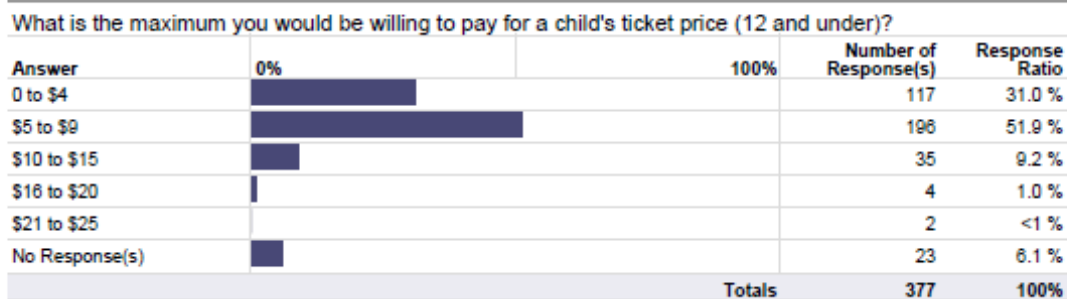 What is the maximum you would be willing to pay for a child's ticket price (12 and under)?
Answer 0% 100% Number of Response(s) Response Ratio
0 to $4 117 31.0 %
$5 to $9 196 51.9 %
$10 to $15 35 9.2 %
$16 to $20 4 1.0 %
$21 to $25 2 <1 %
No Response(s) 23 6.1 %
Totals 377 100%